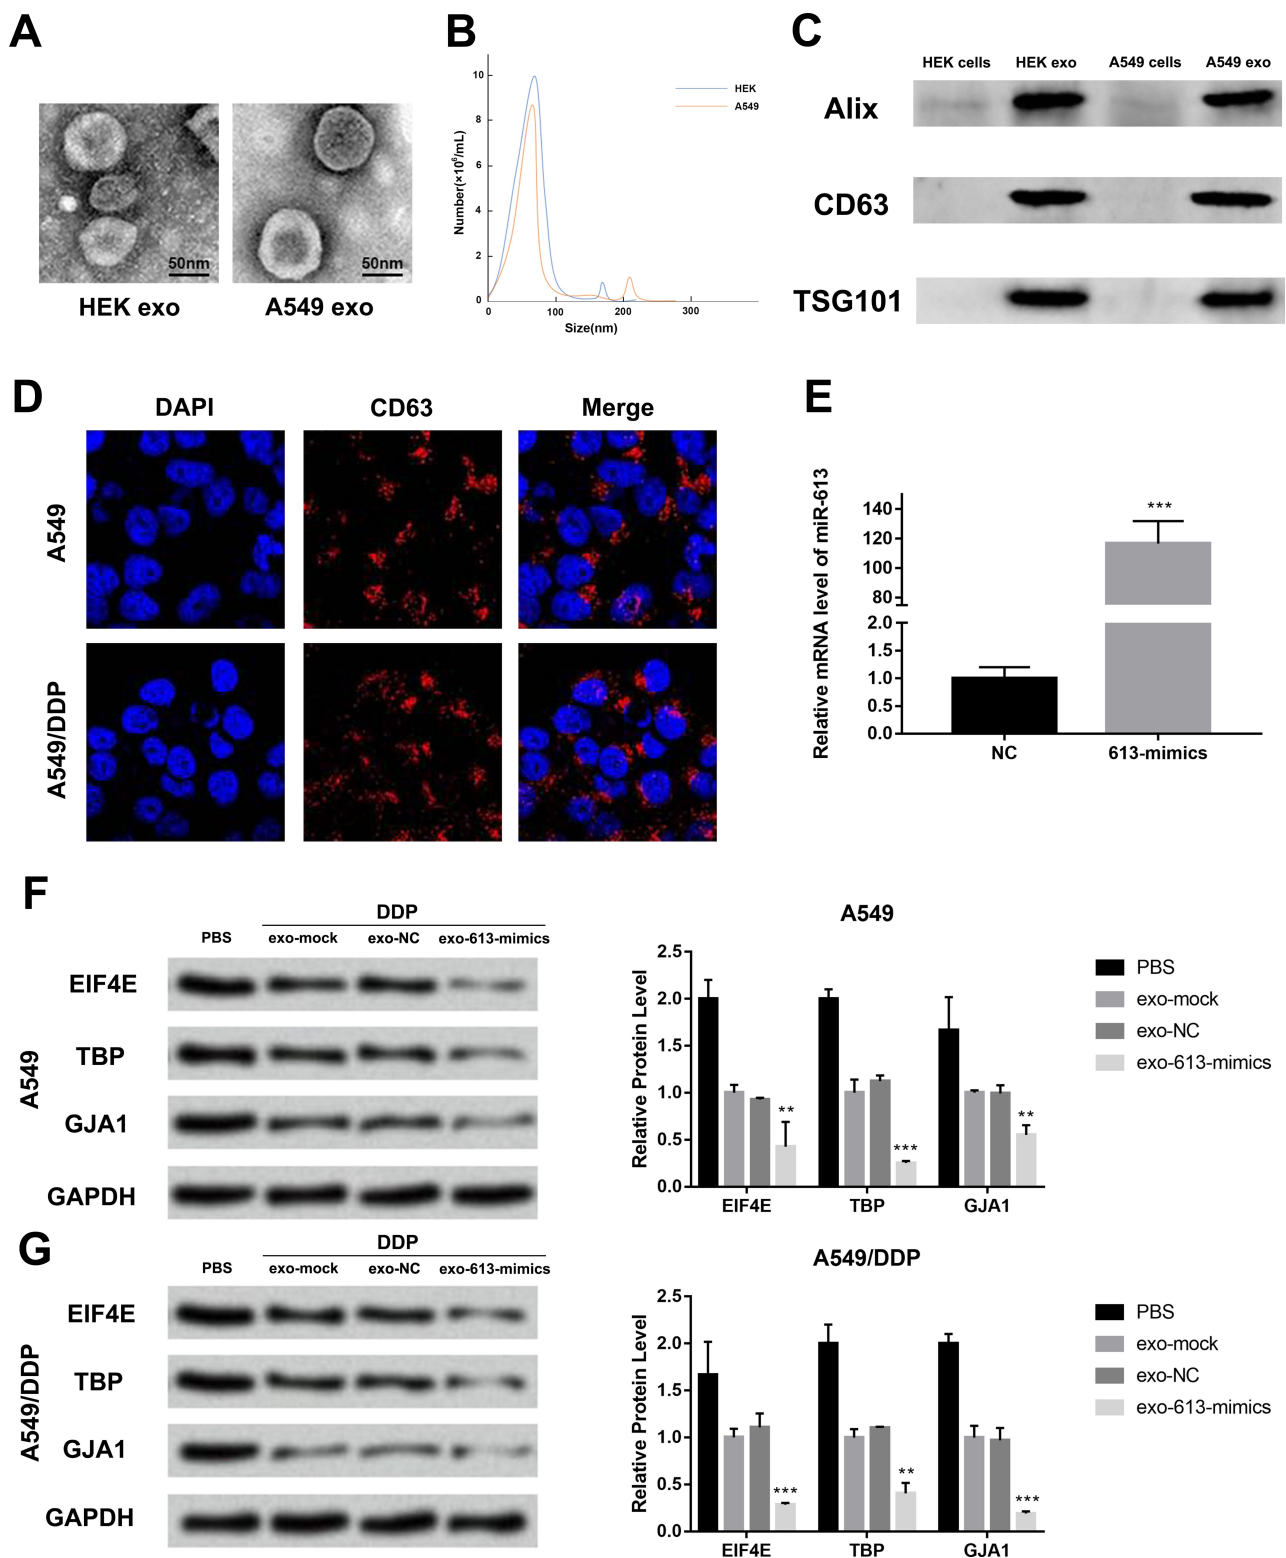 A
50nm
50nm
HEK exo
A549 exo
B
Number(×10⁶/mL)
10
8
6
4
2
0
0
100
200
300
Size(nm)
HEK
A549
C
HEK cells
HEK exo
A549 cells
A549 exo
Alix
CD63
TSG101
D
DAPI
CD63
Merge
A549
A549/DDP
E
Relative mRNA level of miR-613
140
120
100
80
2.0
1.5
1.0
0.5
0.0
***
NC
613-mimics
F
DDP
PBS
exo-mock
exo-NC
exo-613-mimics
A549
EIF4E
TBP
GJA1
GAPDH
A549
Relative Protein Level
2.5
2.0
1.5
1.0
0.5
0.0
**
***
**
EIF4E
TBP
GJA1
PBS
exo-mock
exo-NC
exo-613-mimics
G
DDP
PBS
exo-mock
exo-NC
exo-613-mimics
A549/DDP
EIF4E
TBP
GJA1
GAPDH
A549/DDP
Relative Protein Level
2.5
2.0
1.5
1.0
0.5
0.0
***
**
***
EIF4E
TBP
GJA1
PBS
exo-mock
exo-NC
exo-613-mimics